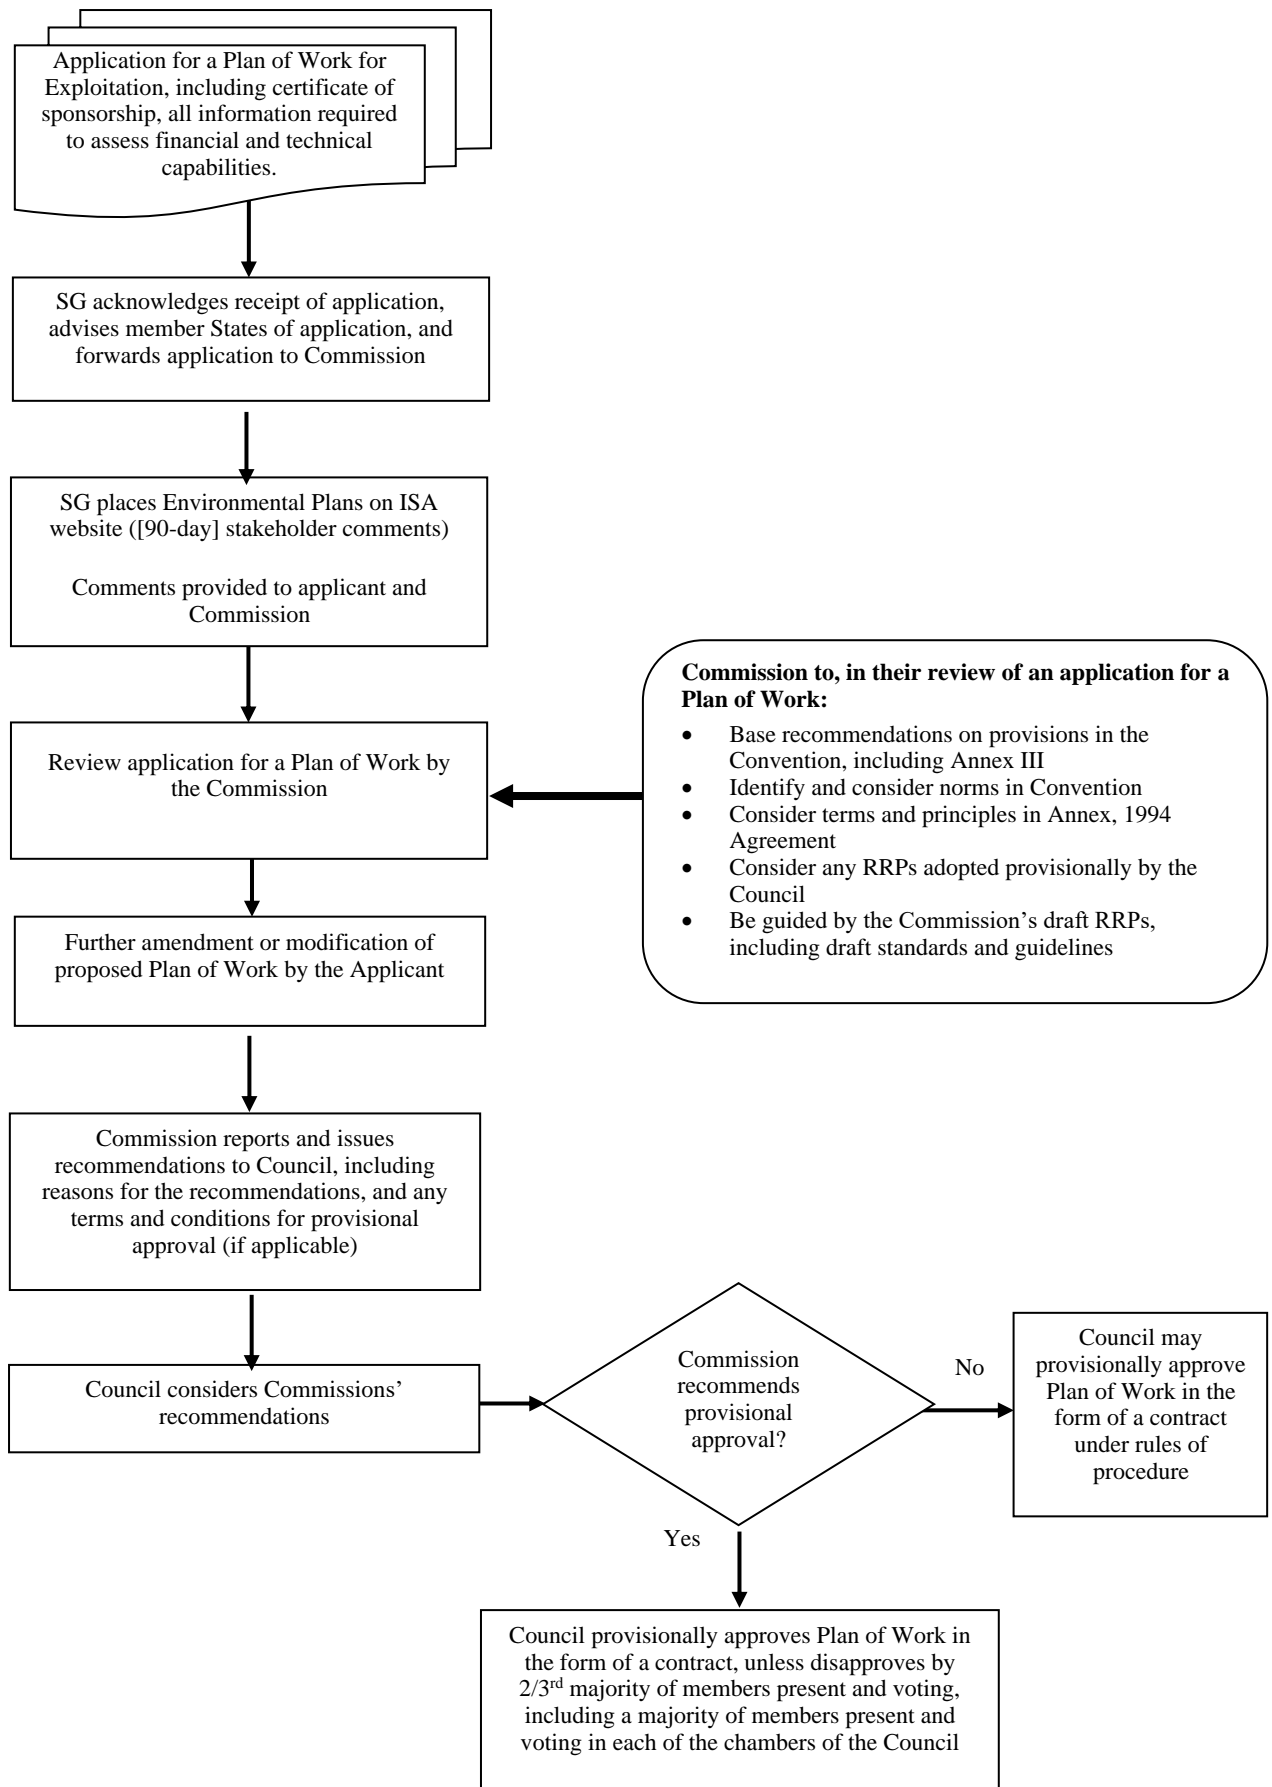 Application for a Plan of Work for
Exploitation, including certificate of
sponsorship, all information required
to assess financial and technical
capabilities.
SG acknowledges receipt of application,
advises member States of application, and
forwards application to Commission
SG places Environmental Plans on ISA
website ([90-day] stakeholder comments)
Comments provided to applicant and
Commission
Review application for a Plan of Work by
the Commission
Commission to, in their review of an application for a
Plan of Work:
• Base recommendations on provisions in the
Convention, including Annex III
• Identify and consider norms in Convention
• Consider terms and principles in Annex, 1994
Agreement
• Consider any RRPs adopted provisionally by the
Council
• Be guided by the Commission’s draft RRPs,
including draft standards and guidelines
Further amendment or modification of
proposed Plan of Work by the Applicant
Commission reports and issues
recommendations to Council, including
reasons for the recommendations, and any
terms and conditions for provisional
approval (if applicable)
Council considers Commissions’
recommendations
Commission
recommends
provisional
approval?
No
Council may
provisionally approve
Plan of Work in the
form of a contract
under rules of
procedure
Yes
Council provisionally approves Plan of Work in
the form of a contract, unless disapproves by
2/3rd majority of members present and voting,
including a majority of members present and
voting in each of the chambers of the Council